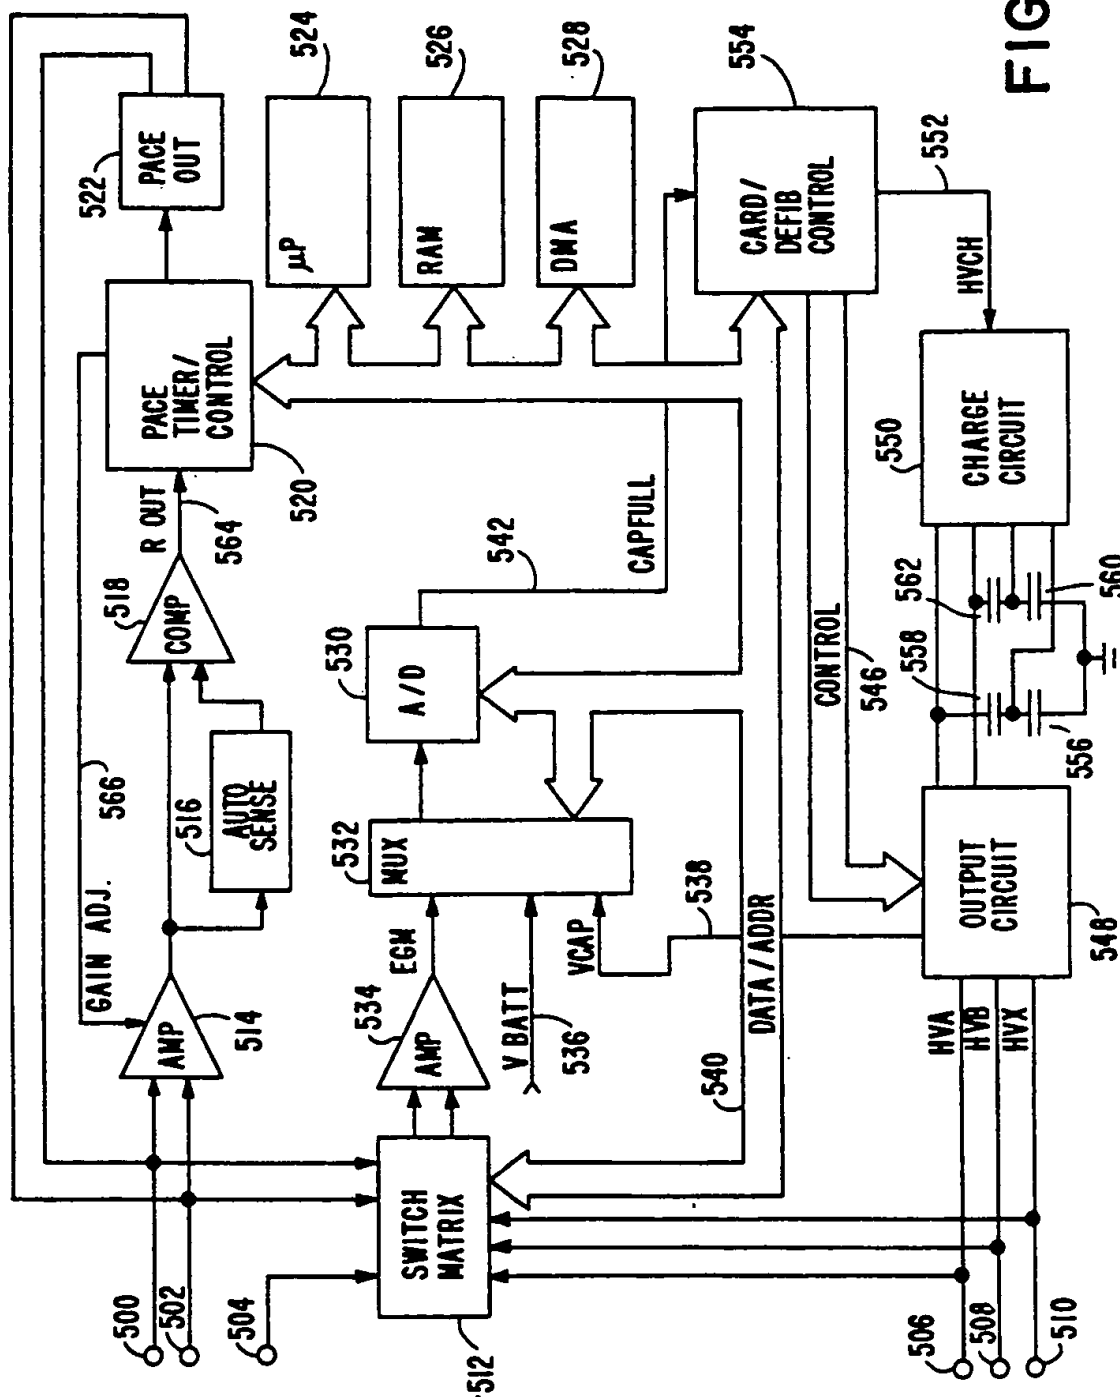 FIG
524
526
528
554
522
PACE
OUT
µP
RAM
DMA
CARD/
DEFIB
CONTROL
552
HVCH
PACE
TIMER/
CONTROL
520
R OUT
564
518
COMP
GAIN ADJ.
566
516
AUTO
SENSE
AMP
514
542
CAPFULL
530
A/D
532
MUX
EGM
534
AMP
V BATT
536
VCAP
538
540
DATA/ADDR
CONTROL
546
550
CHARGE
CIRCUIT
562
560
558
556
OUTPUT
CIRCUIT
548
HVA
HVB
HVX
SWITCH
MATRIX
512
500
502
504
506
508
510